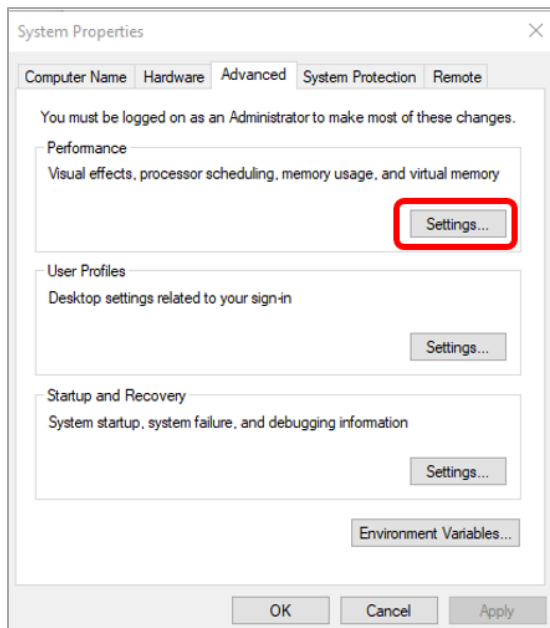 System Properties
Computer Name Hardware Advanced System Protection Remote
You must be logged on as an Administrator to make most of these changes.
Performance
Visual effects, processor scheduling, memory usage, and virtual memory
Settings...
User Profiles
Desktop settings related to your sign-in
Settings...
Startup and Recovery
System startup, system failure, and debugging information
Settings...
Environment Variables...
OK Cancel Apply